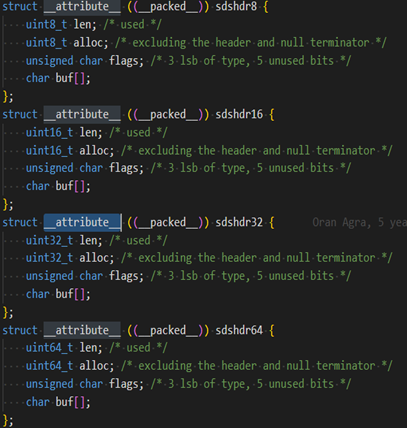 struct __attribute__ ((__packed__)) sdshdr8 {
uint8_t len; /* used */
uint8_t alloc; /* excluding the header and null terminator */
unsigned char flags; /* 3 lsb of type, 5 unused bits */
char buf[];
};
struct __attribute__ ((__packed__)) sdshdr16 {
uint16_t len; /* used */
uint16_t alloc; /* excluding the header and null terminator */
unsigned char flags; /* 3 lsb of type, 5 unused bits */
char buf[];
};
struct __attribute__ ((__packed__)) sdshdr32 { Oran Agra, 5 yea
uint32_t len; /* used */
uint32_t alloc; /* excluding the header and null terminator */
unsigned char flags; /* 3 lsb of type, 5 unused bits */
char buf[];
};
struct __attribute__ ((__packed__)) sdshdr64 {
uint64_t len; /* used */
uint64_t alloc; /* excluding the header and null terminator */
unsigned char flags; /* 3 lsb of type, 5 unused bits */
char buf[];
};